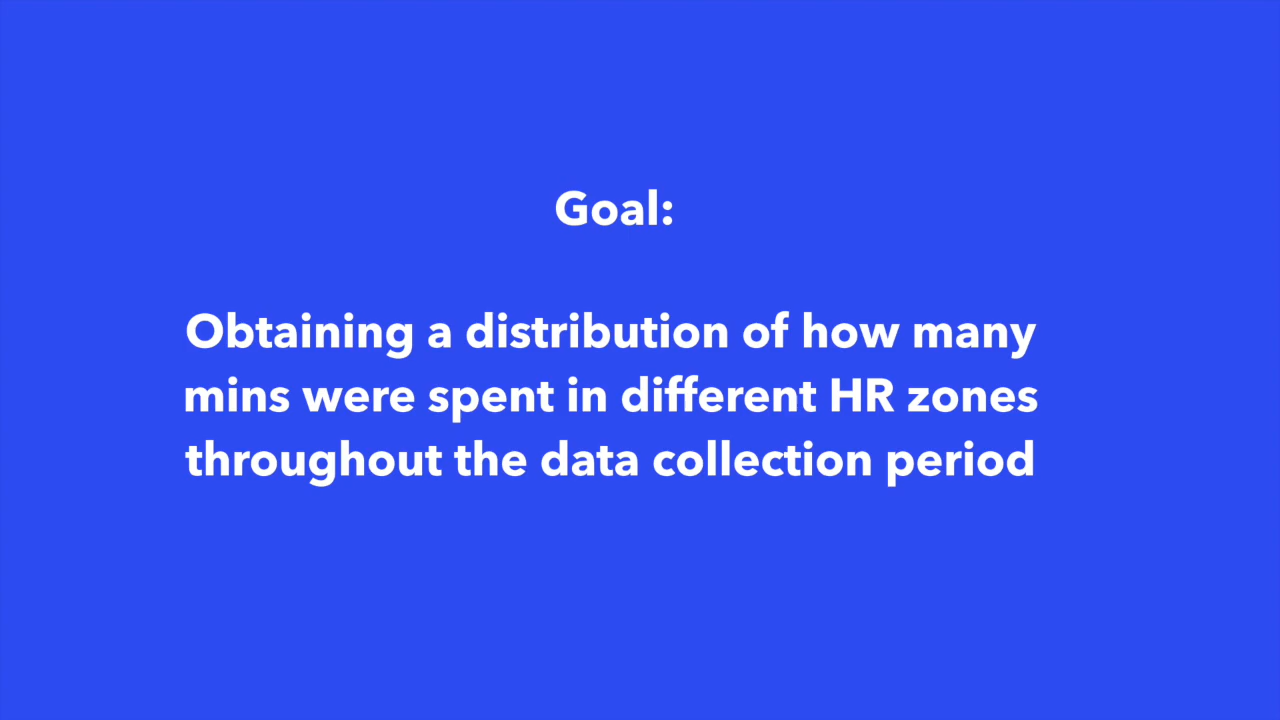 Goal:
Obtaining a distribution of how many
mins were spent in different HR zones
throughout the data collection period